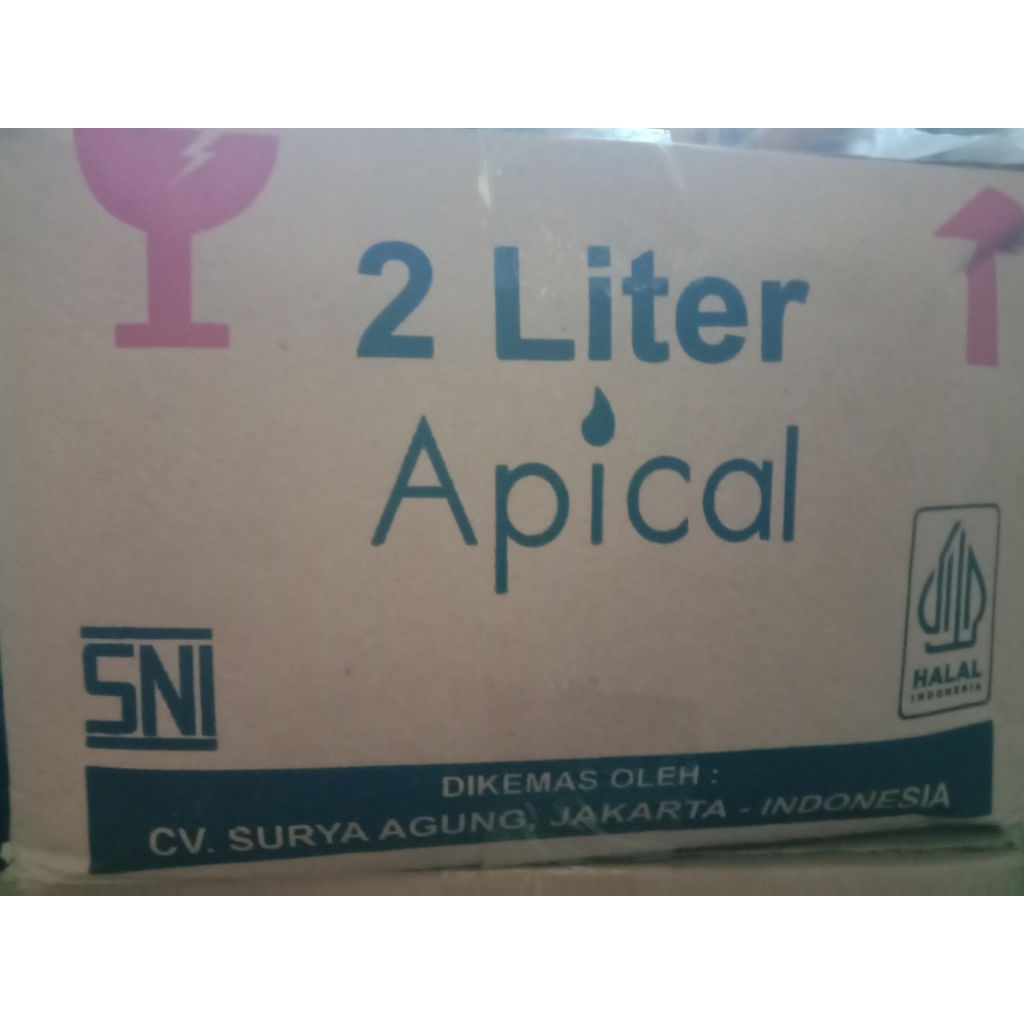 2 Liter
Apical
SNI
HALAL
INDONESIA
DIKEMAS OLEH :
CV. SURYA AGUNG, JAKARTA - INDONESIA